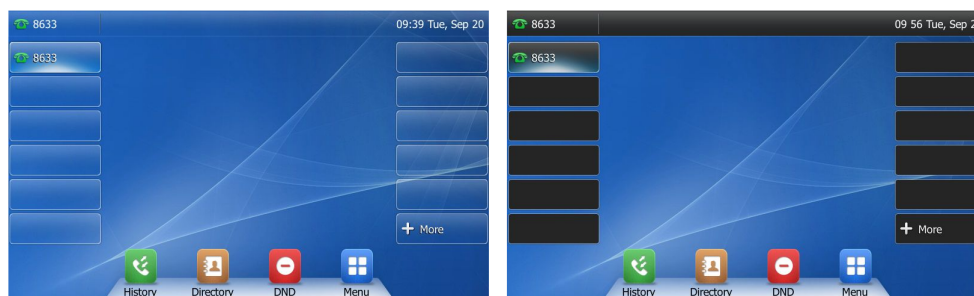 8633 09:39 Tue, Sep 20
8633
+ More
History Directory DND Menu
8633 09 56 Tue, Sep 2
8633
+ More
History Directory DND Menu